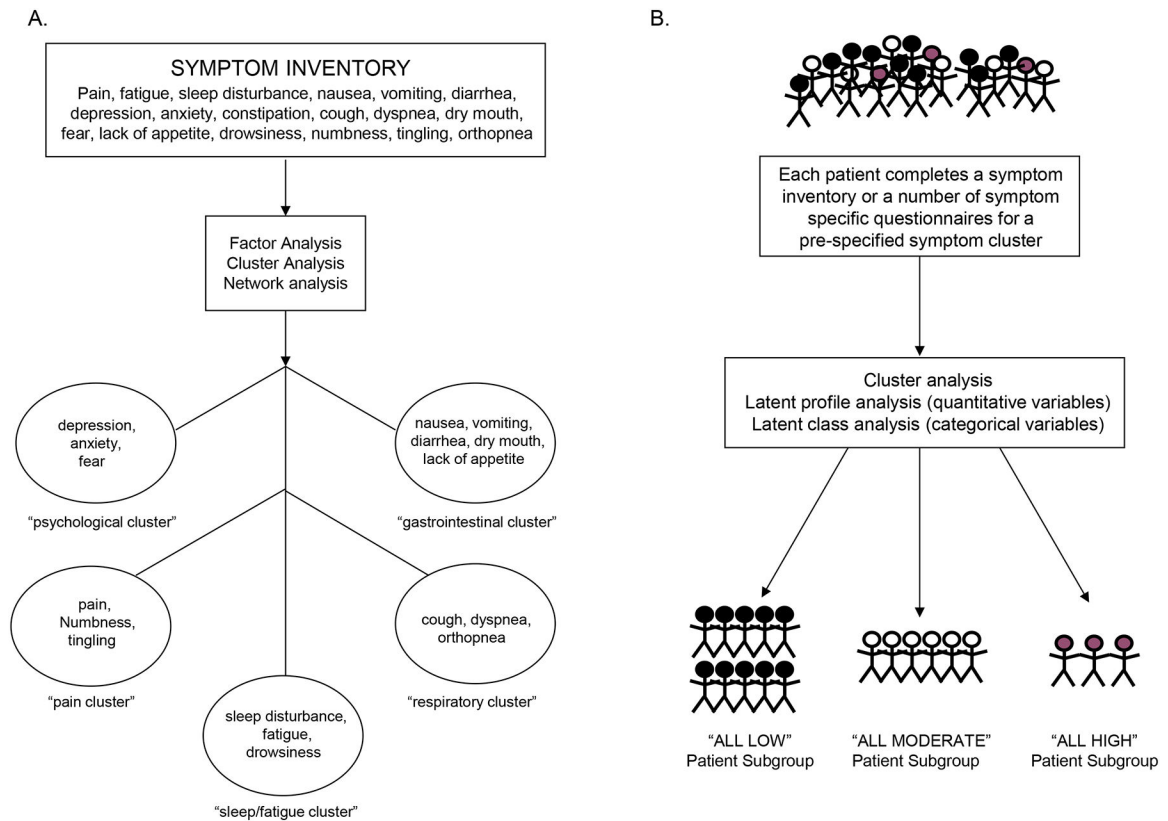 A.
SYMPTOM INVENTORY
Pain, fatigue, sleep disturbance, nausea, vomiting, diarrhea,
depression, anxiety, constipation, cough, dyspnea, dry mouth,
fear, lack of appetite, drowsiness, numbness, tingling, orthopnea
Factor Analysis
Cluster Analysis
Network analysis
depression,
anxiety,
fear
"psychological cluster"
nausea, vomiting,
diarrhea, dry mouth,
lack of appetite
"gastrointestinal cluster"
pain,
Numbness,
tingling
"pain cluster"
cough, dyspnea,
orthopnea
"respiratory cluster"
sleep disturbance,
fatigue,
drowsiness
"sleep/fatigue cluster"
B.
Each patient completes a symptom
inventory or a number of symptom
specific questionnaires for a
pre-specified symptom cluster
Cluster analysis
Latent profile analysis (quantitative variables)
Latent class analysis (categorical variables)
"ALL LOW"
Patient Subgroup
"ALL MODERATE"
Patient Subgroup
"ALL HIGH"
Patient Subgroup